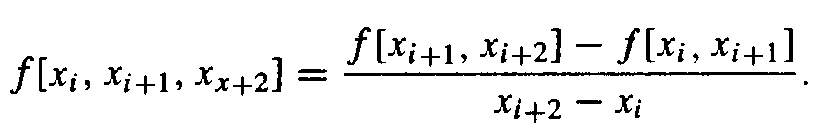 f[x_i, x_{i+1}, x_{x+2}] = \frac{f[x_{i+1}, x_{i+2}] - f[x_i, x_{i+1}]}{x_{i+2} - x_i}.